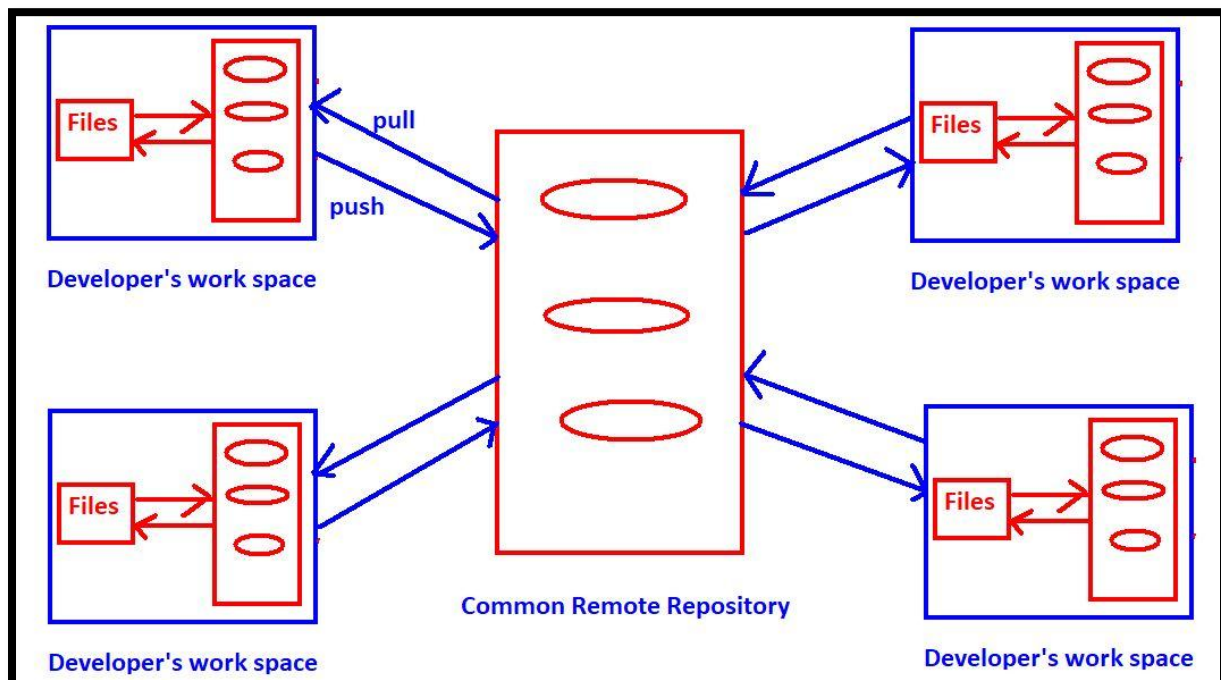 Files
pull
push
Developer's work space
Files
Developer's work space
Common Remote Repository
Files
Developer's work space
Files
Developer's work space